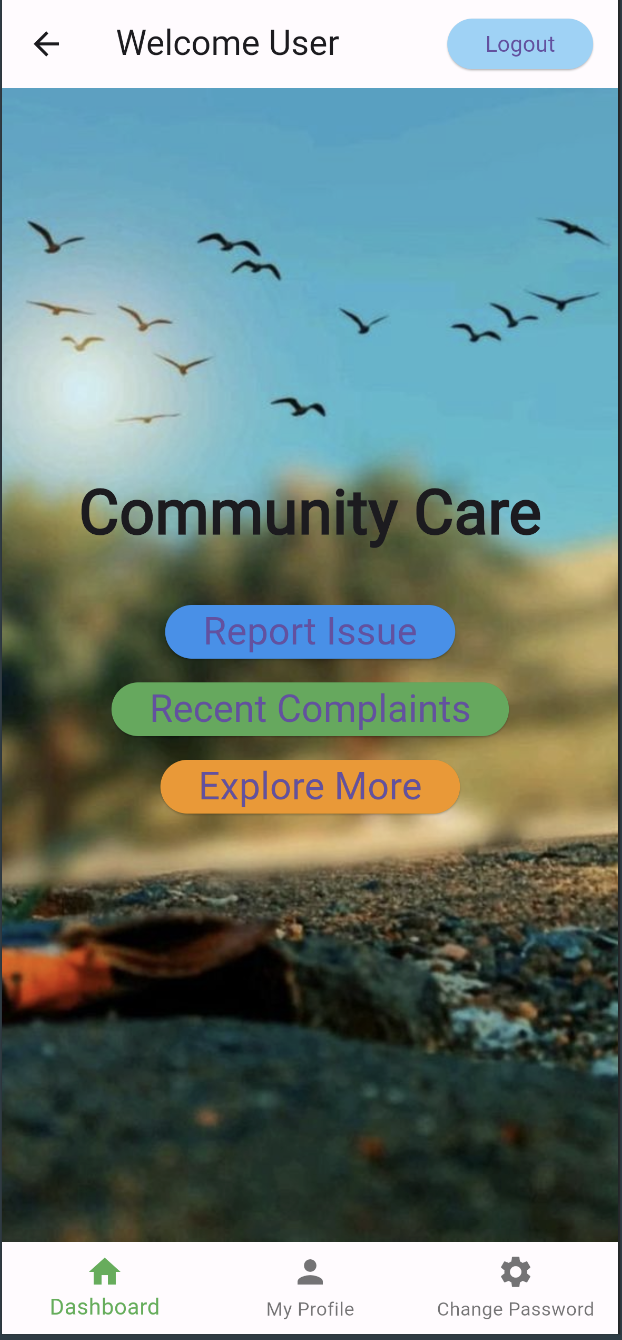 Welcome User
Logout
Community Care
Report Issue
Recent Complaints
Explore More
Dashboard
My Profile
Change Password